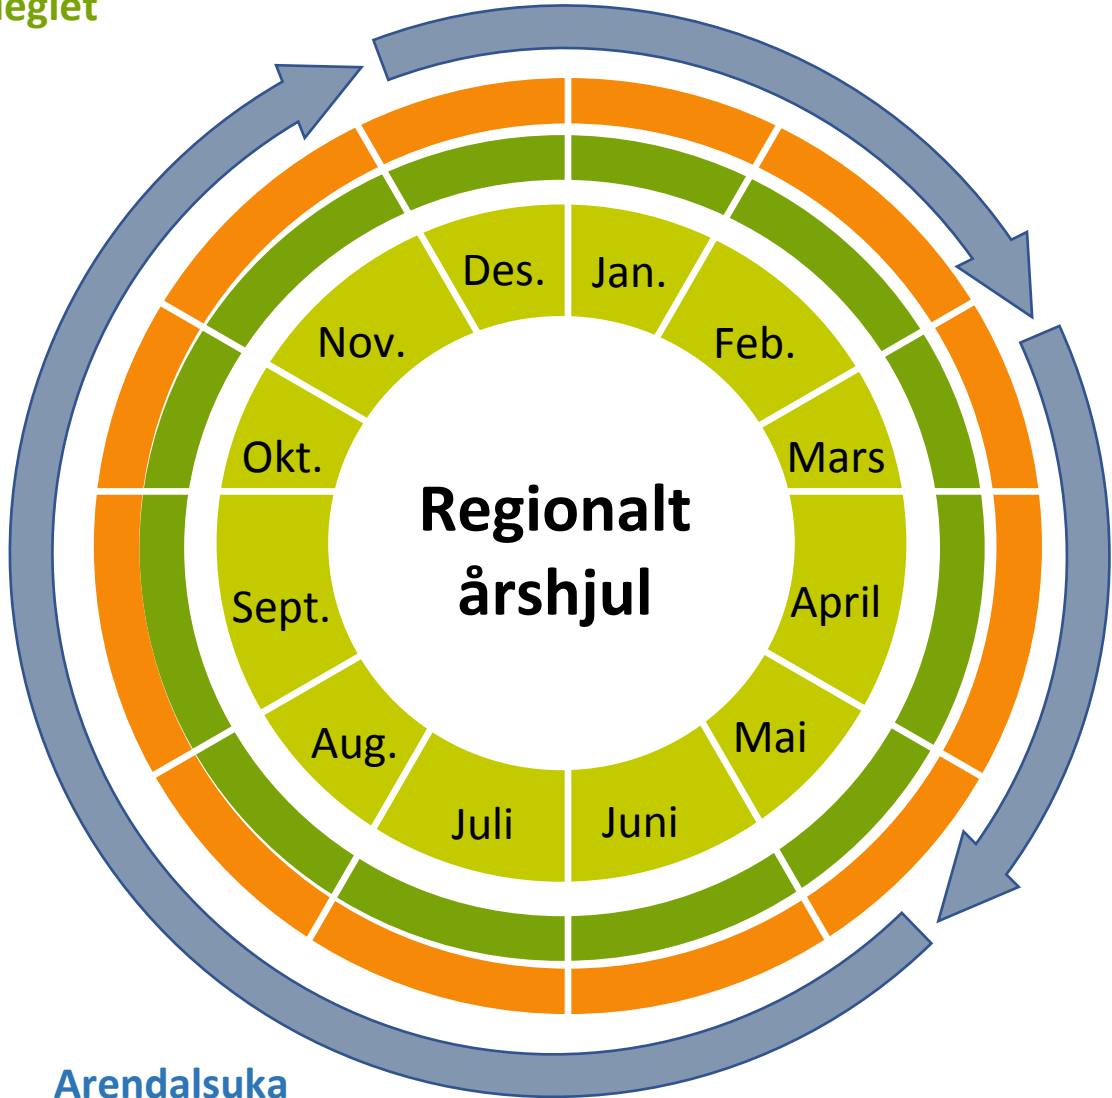 Des.
Jan.
Nov.
Feb.
Okt.
Mars
Regionalt
årshjul
Sept.
April
Aug.
Mai
Juli
Juni
Arendalsuka